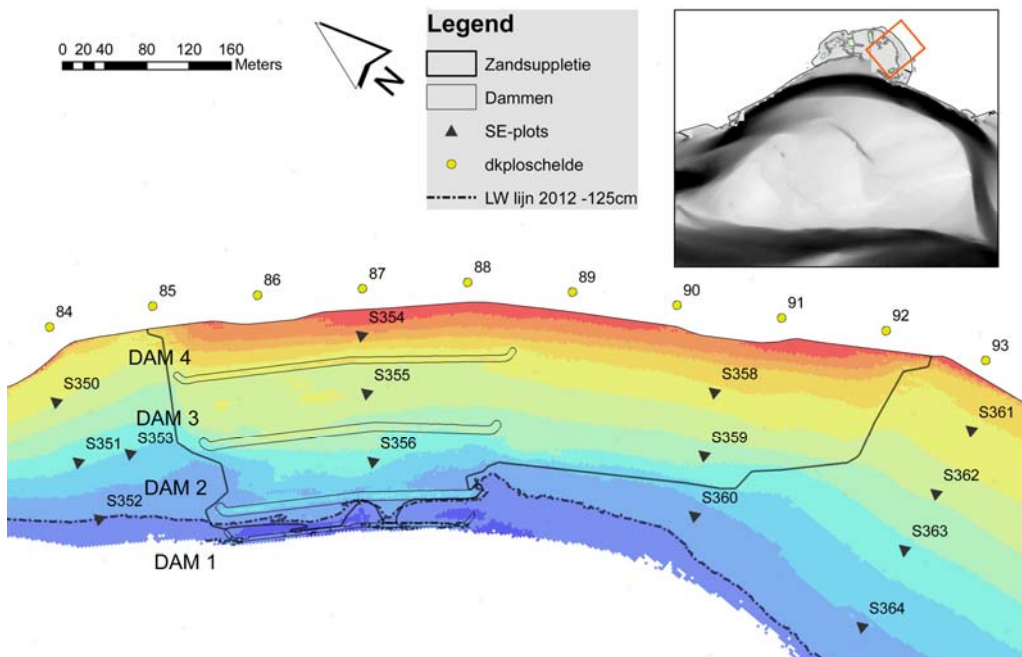 0 20 40 80 120 160
Meters
N
Legend
Zandsuppletie
Dammen
SE-plots
dkploschelde
LW lijn 2012 -125cm
84
85
86
87
88
89
90
91
92
93
S354
DAM 4
S350
S355
S358
S361
DAM 3
S351
S353
S356
S359
S362
DAM 2
S352
S360
S363
DAM 1
S364